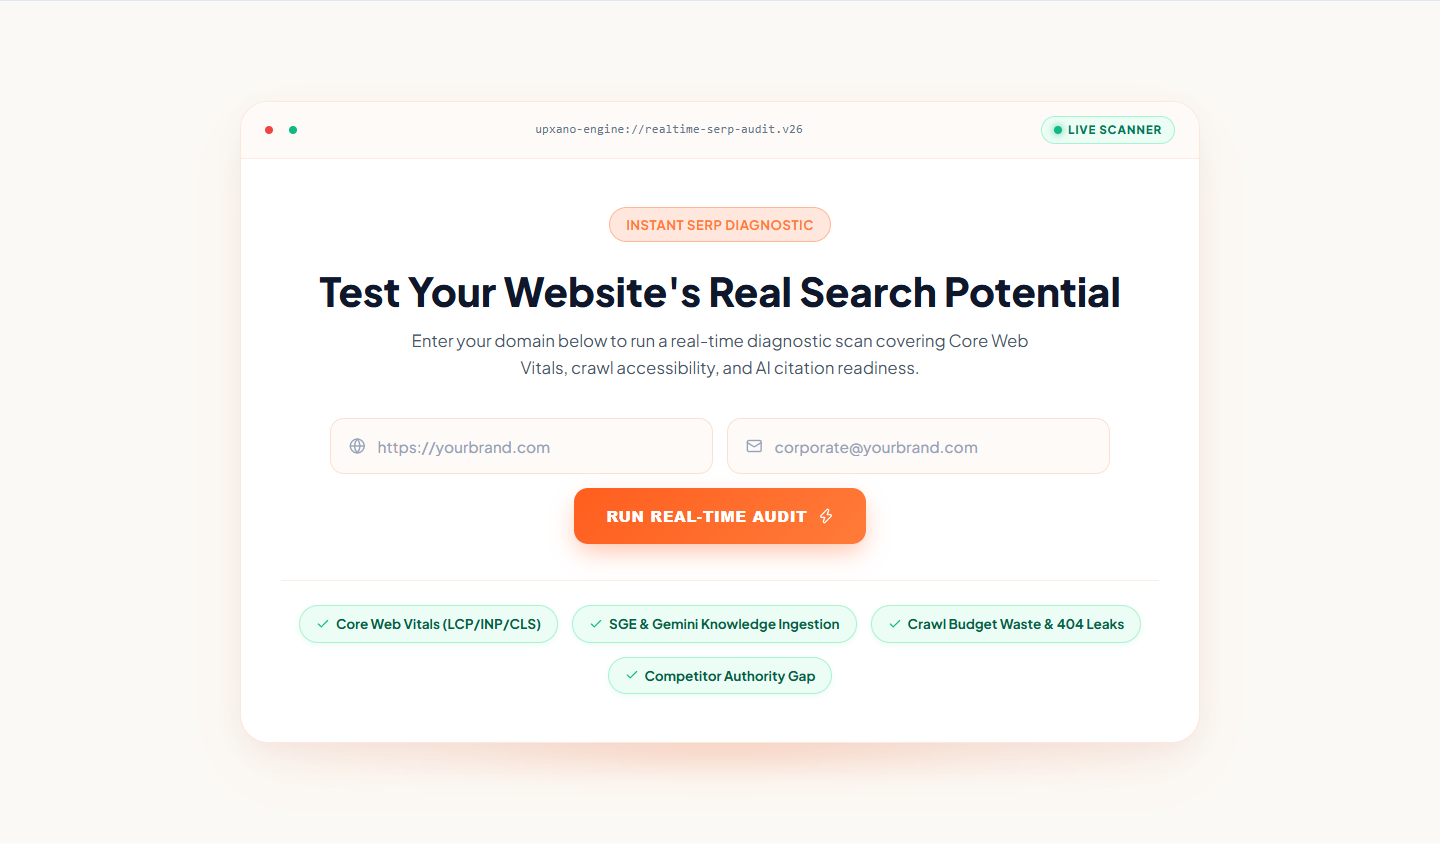 upxano-engine://realtime-serp-audit.v26
LIVE SCANNER
INSTANT SERP DIAGNOSTIC
Test Your Website's Real Search Potential
Enter your domain below to run a real-time diagnostic scan covering Core Web
Vitals, crawl accessibility, and AI citation readiness.
https://yourbrand.com
corporate@yourbrand.com
RUN REAL-TIME AUDIT
Core Web Vitals (LCP/INP/CLS)
SGE & Gemini Knowledge Ingestion
Crawl Budget Waste & 404 Leaks
Competitor Authority Gap